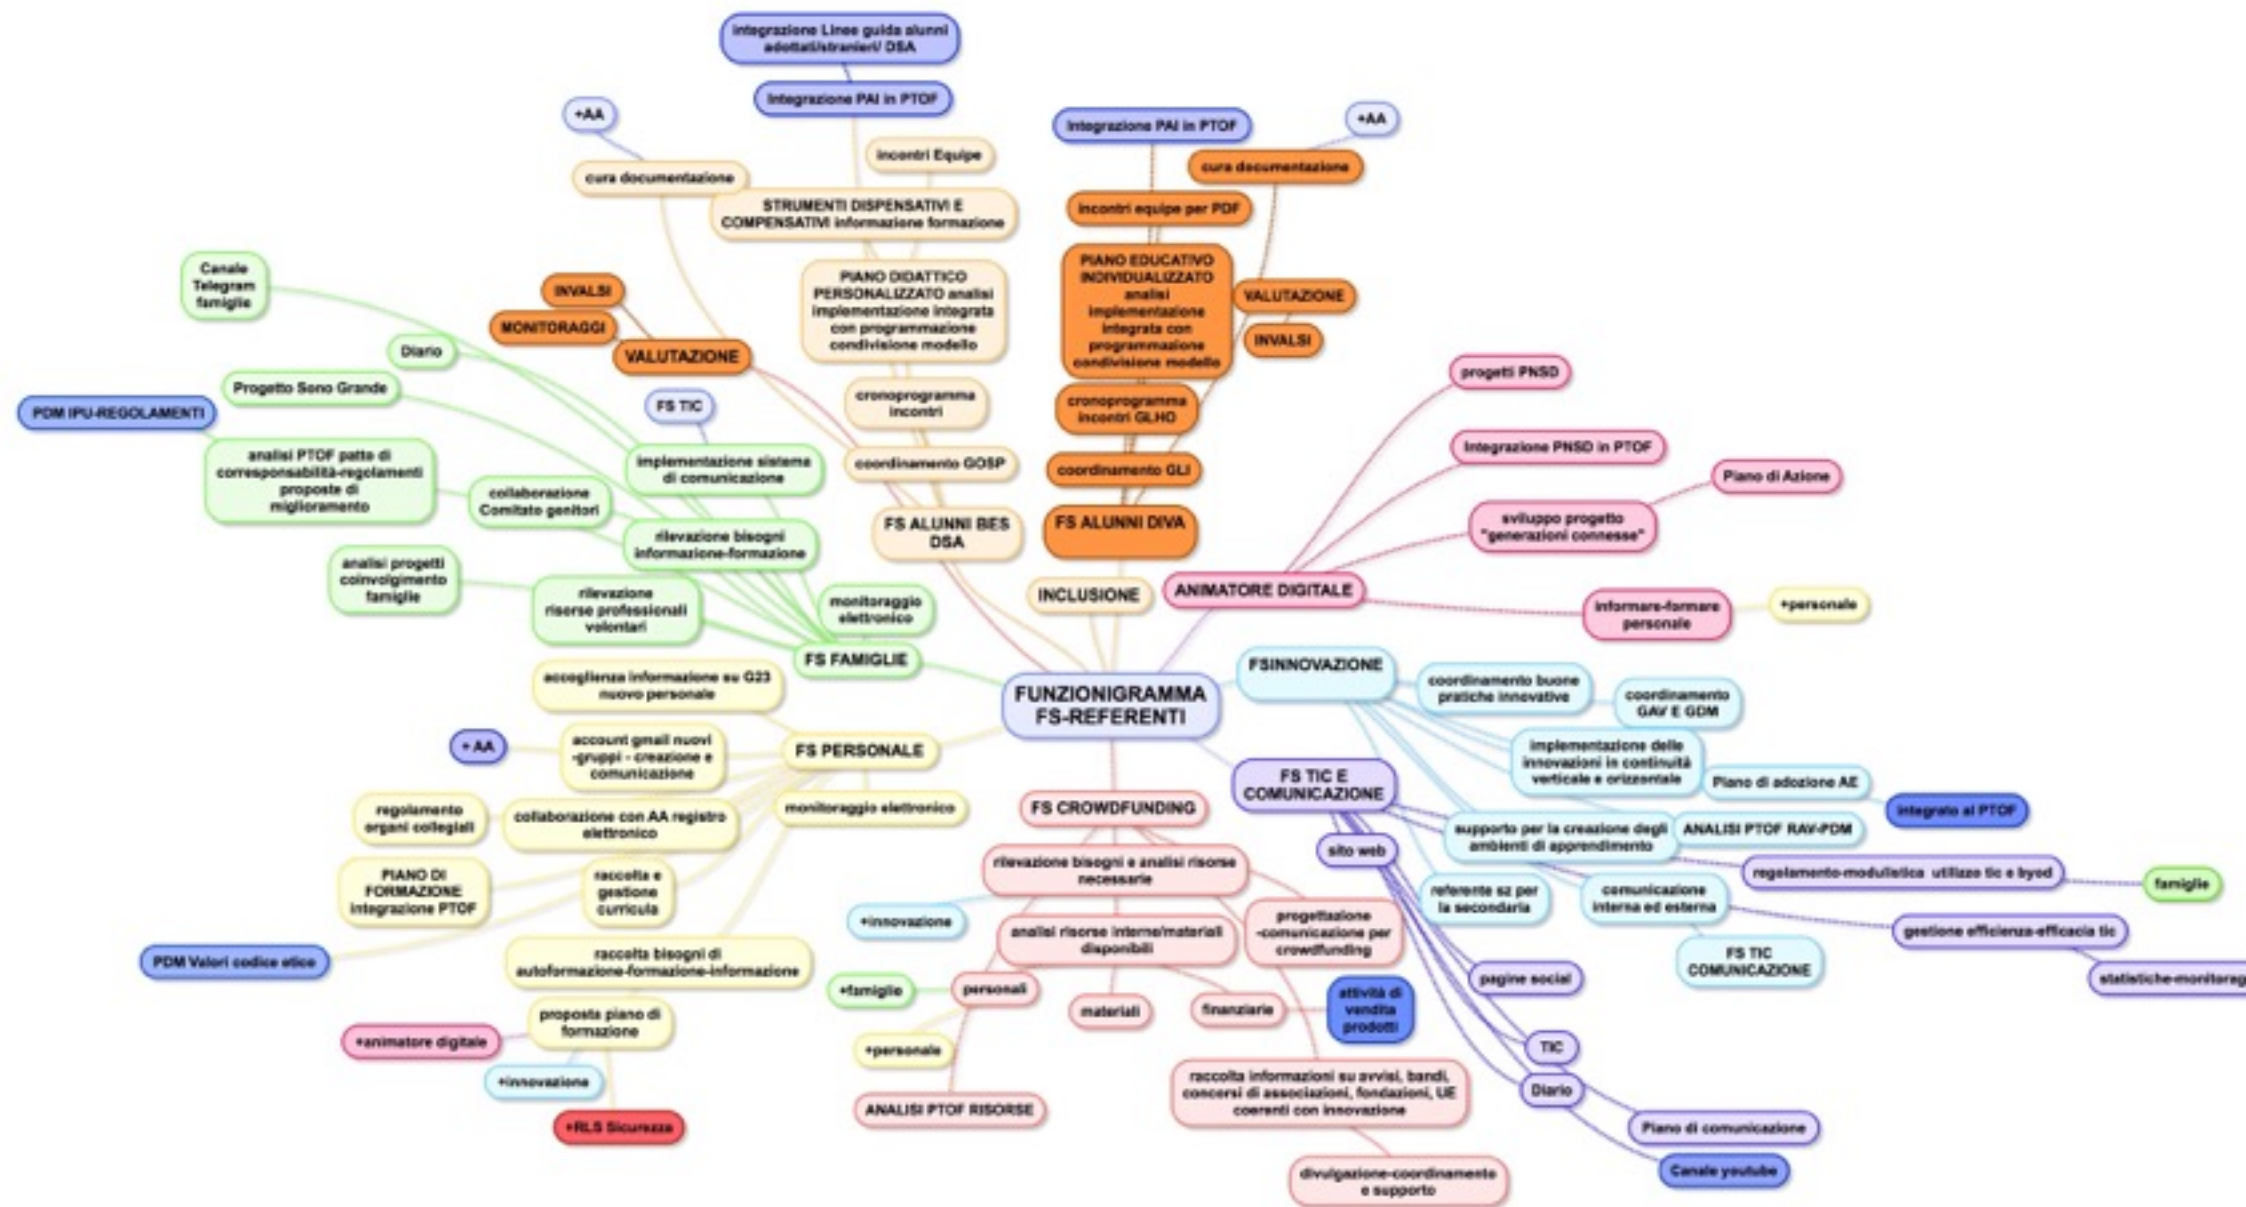 integrazione Linee guida alunni
adottati/stranieri/ DSA
Integrazione PAI in PTOF
+AA
incontri Equipe
cura documentazione
STRUMENTI DISPENSATIVI E
COMPENSATIVI informazione formazione
PIANO DIDATTICO
PERSONALIZZATO analisi
implementazione integrata
con programmazione
condivisione modello
cronoprogramma
incontri
coordinamento GOSP
FS ALUNNI BES
DSA
Integrazione PAI in PTOF
+AA
cura documentazione
incontri equipe per PDF
PIANO EDUCATIVO
INDIVIDUALIZZATO
analisi
implementazione
integrata con
programmazione
condivisione modello
VALUTAZIONE
INVALSI
cronoprogramma
incontri GLHO
coordinamento GLI
FS ALUNNI DIVA
INCLUSIONE
INVALSI
MONITORAGGI
VALUTAZIONE
Canale
Telegram
famiglie
Diario
Progetto Sono Grande
PDM IPU-REGOLAMENTI
FS TIC
implementazione sistema
di comunicazione
analisi PTOF patto di
corresponsabilità-regolamenti
proposte di
miglioramento
collaborazione
Comitato genitori
rilevazione bisogni
informazione-formazione
analisi progetti
coinvolgimento
famiglie
rilevazione
risorse professionali
volontari
monitoraggio
elettronico
FS FAMIGLIE
progetti PNSD
Integrazione PNSD in PTOF
Piano di Azione
sviluppo progetto
"generazioni connesse"
ANIMATORE DIGITALE
informare-formare
personale
+personale
FUNZIONIGRAMMA
FS-REFERENTI
FSINNOVAZIONE
coordinamento buone
pratiche innovative
coordinamento
GAV E GDM
implementazione delle
innovazioni in continuità
verticale e orizzontale
Piano di adozione AE
integrato al PTOF
supporto per la creazione degli
ambienti di apprendimento
ANALISI PTOF RAV-PDM
referente sz per
la secondaria
comunicazione
interna ed esterna
FS TIC
COMUNICAZIONE
FS TIC E
COMUNICAZIONE
sito web
regolamento-modulistica utilizzo tic e byod
famiglie
gestione efficienza-efficacia tic
statistiche-monitorag
pagine social
TIC
Diario
Piano di comunicazione
Canale youtube
accoglienza informazione su G23
nuovo personale
+ AA
account gmail nuovi
-gruppi - creazione e
comunicazione
FS PERSONALE
regolamento
organi collegiali
collaborazione con AA registro
elettronico
monitoraggio elettronico
PIANO DI
FORMAZIONE
integrazione PTOF
raccolta e
gestione
curricula
PDM Valori codice etico
raccolta bisogni di
autoformazione-formazione-informazione
proposta piano di
formazione
+animatore digitale
+innovazione
+RLS Sicurezza
FS CROWDFUNDING
rilevazione bisogni e analisi risorse
necessarie
+innovazione
analisi risorse interne/materiali
disponibili
progettazione
-comunicazione per
crowdfunding
+famiglie
personali
materiali
finanziarie
attività di
vendita
prodotti
+personale
ANALISI PTOF RISORSE
raccolta informazioni su avvisi, bandi,
concorsi di associazioni, fondazioni, UE
coerenti con innovazione
divulgazione-coordinamento
e supporto